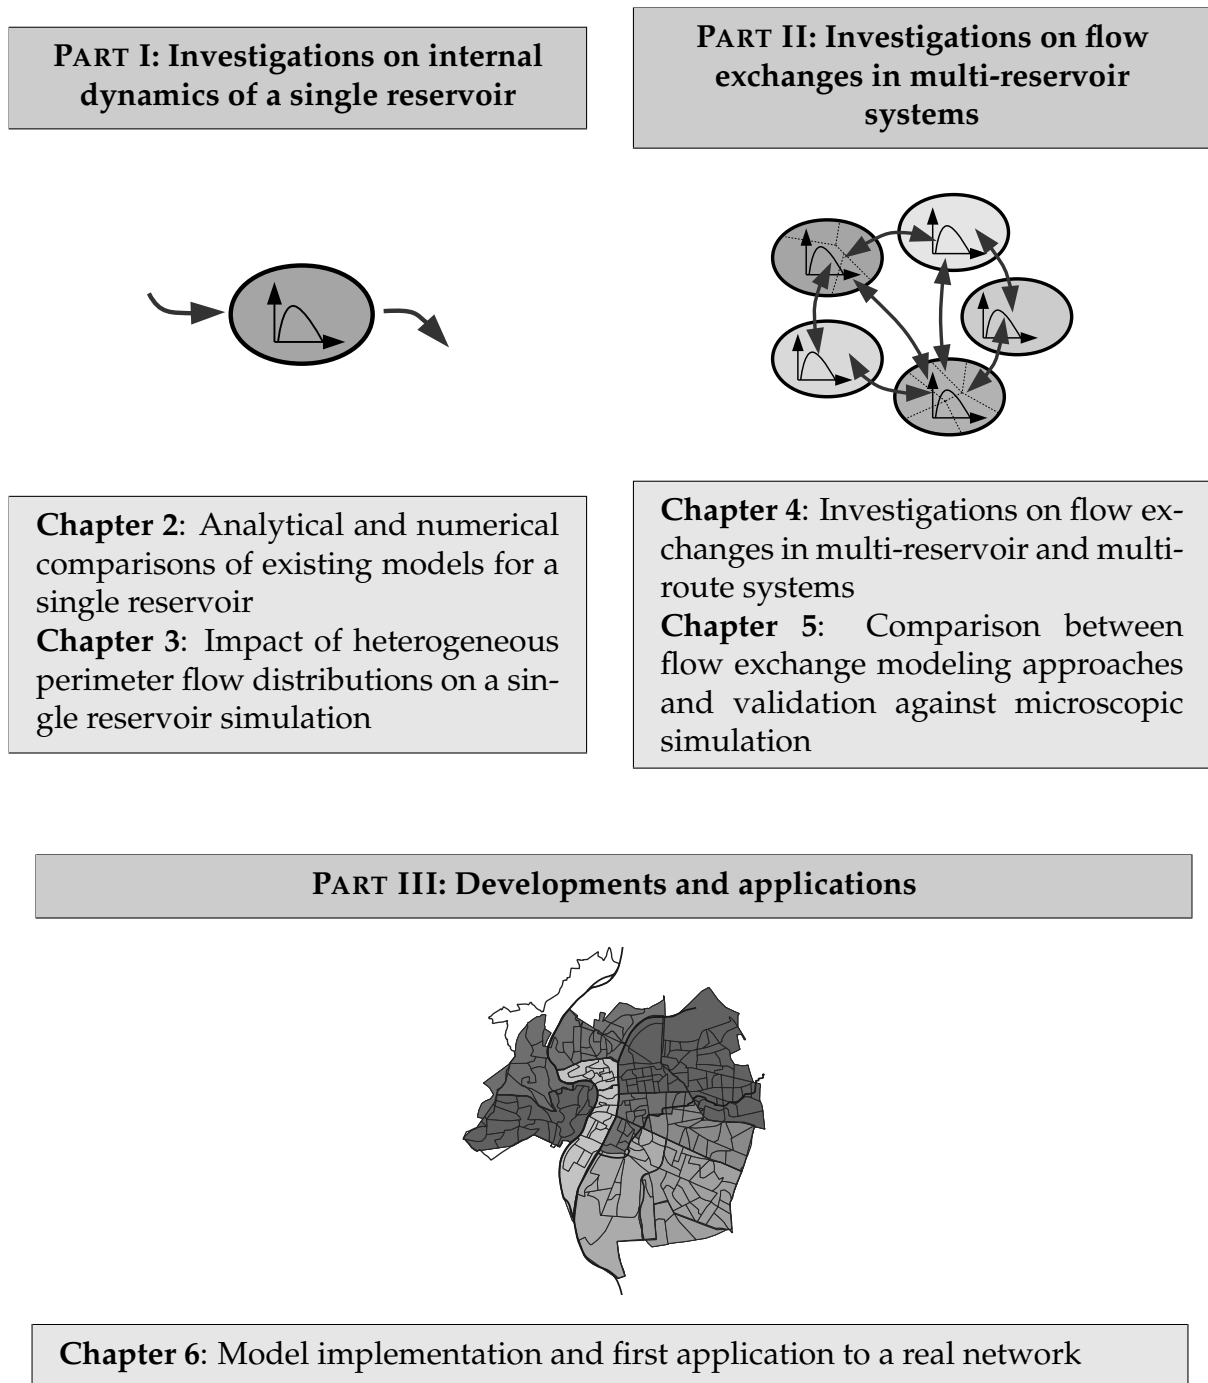 PART I: Investigations on internal
dynamics of a single reservoir
PART II: Investigations on flow
exchanges in multi-reservoir
systems
Chapter 2: Analytical and numerical
comparisons of existing models for a
single reservoir
Chapter 3: Impact of heterogeneous
perimeter flow distributions on a sin-
gle reservoir simulation
Chapter 4: Investigations on flow ex-
changes in multi-reservoir and multi-
route systems
Chapter 5: Comparison between
flow exchange modeling approaches
and validation against microscopic
simulation
PART III: Developments and applications
Chapter 6: Model implementation and first application to a real network